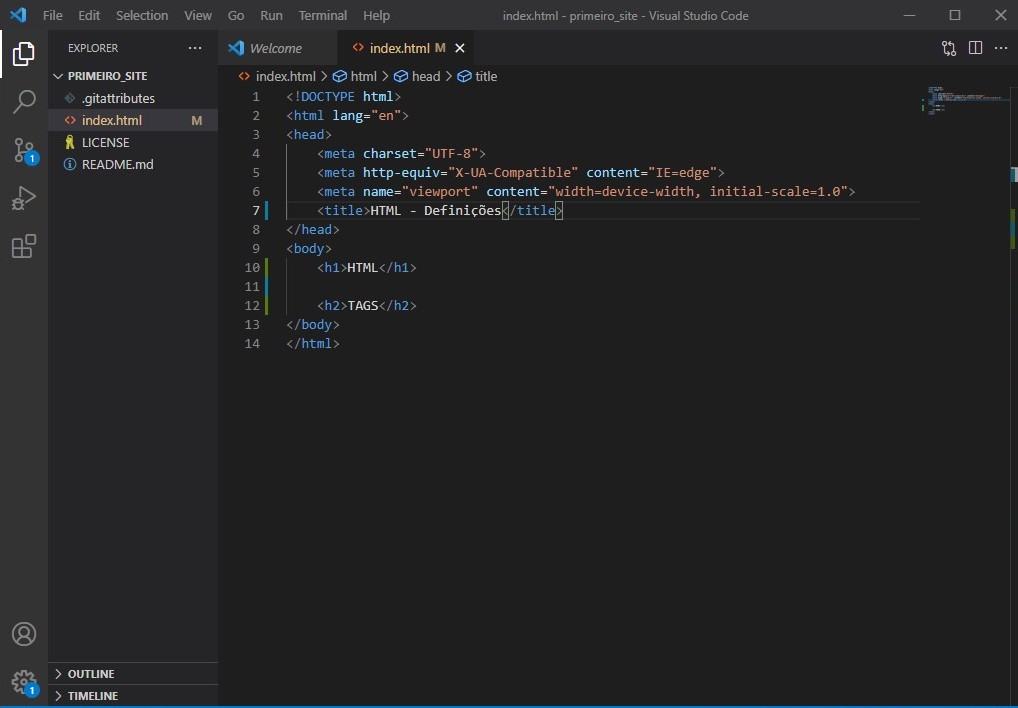 File Edit Selection View Go Run Terminal Help index.html - primeiro_site - Visual Studio Code
EXPLORER
Welcome
index.html M
PRIMEIRO_SITE
.gitattributes
index.html M
LICENSE
README.md
index.html > html > head > title
1 <!DOCTYPE html>
2 <html lang="en">
3 <head>
4 <meta charset="UTF-8">
5 <meta http-equiv="X-UA-Compatible" content="IE=edge">
6 <meta name="viewport" content="width=device-width, initial-scale=1.0">
7 <title>HTML - Definições</title>
8 </head>
9 <body>
10 <h1>HTML</h1>
11
12 <h2>TAGS</h2>
13 </body>
14 </html>
1
1
OUTLINE
TIMELINE